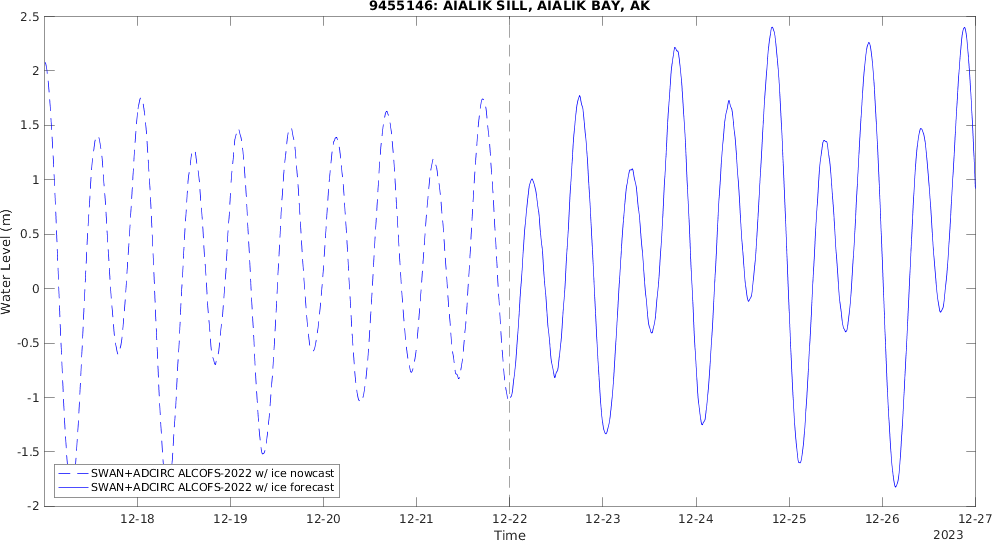 9455146: AIALIK SILL, AIALIK BAY, AK
2.5
2
1.5
1
0.5
0
-0.5
-1
-1.5
-2
Water Level (m)
SWAN+ADCIRC ALCOFS-2022 w/ ice nowcast
SWAN+ADCIRC ALCOFS-2022 w/ ice forecast
12-18 12-19 12-20 12-21 12-22 12-23 12-24 12-25 12-26 12-27
Time
2023